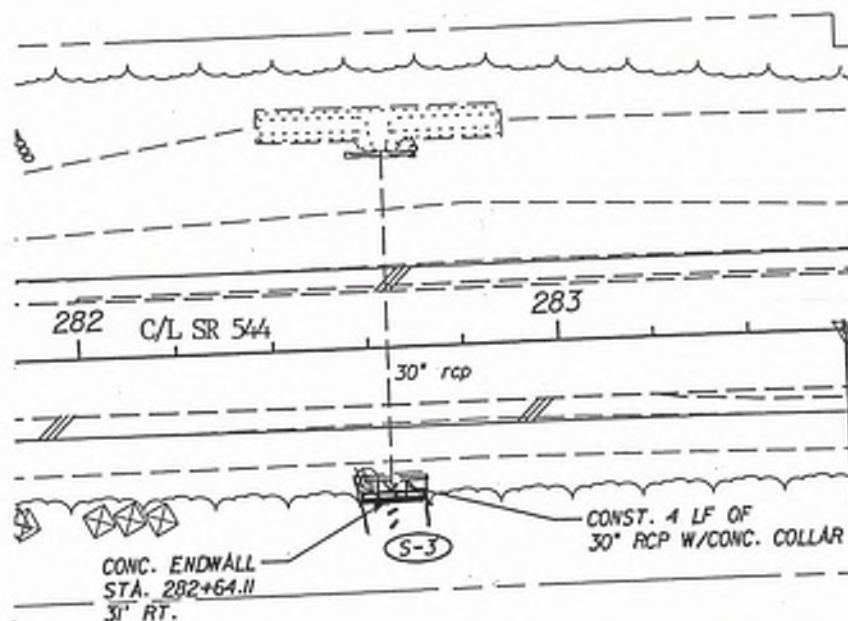 282
C/L SR 544
283
30" rcp
CONST. 4 LF OF
30" RCP W/CONC. COLLAR
S-3
CONC. ENDWALL
STA. 282+64.11
31' RT.